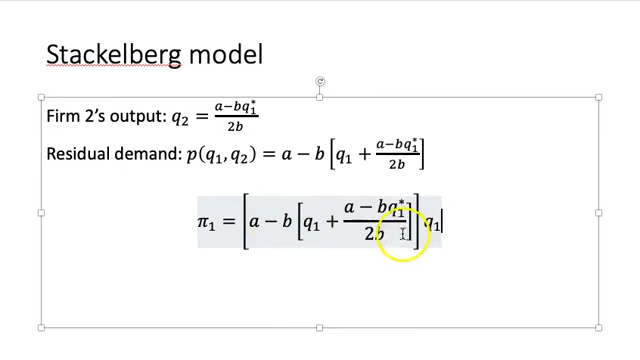 Stackelberg model
Firm 2's output: q₂ = (a−bq₁*)/(2b)
Residual demand: p(q₁, q₂) = a − b[q₁ + (a−bq₁*)/(2b)]
π₁ = [a − b[q₁ + (a − bq₁*)/(2b)]] q₁